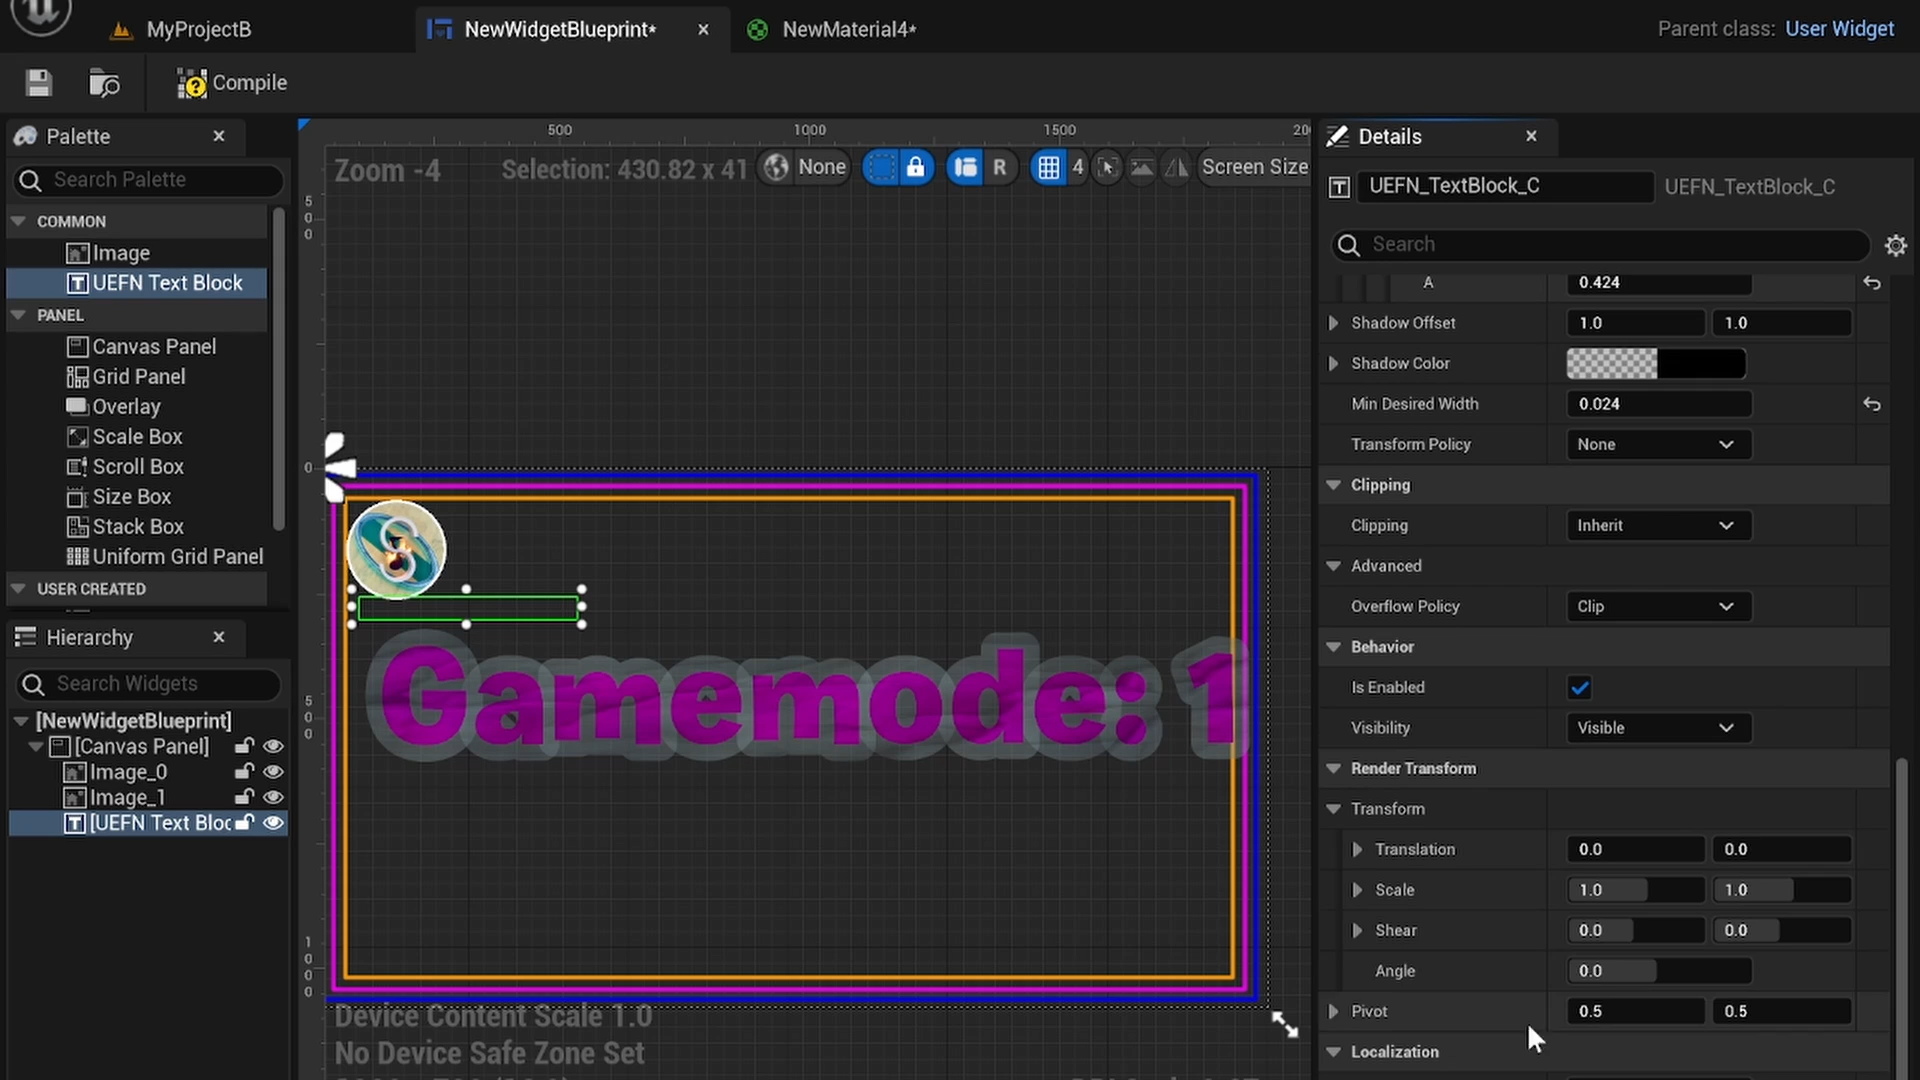 MyProjectB
NewWidgetBlueprint*
NewMaterial4*
Parent class: User Widget
Compile
Palette
Search Palette
COMMON
Image
UEFN Text Block
PANEL
Canvas Panel
Grid Panel
Overlay
Scale Box
Scroll Box
Size Box
Stack Box
Uniform Grid Panel
USER CREATED
Hierarchy
Search Widgets
[NewWidgetBlueprint]
[Canvas Panel]
Image_0
Image_1
[UEFN Text Bloc
500 1000 1500 20
Zoom -4
Selection: 430.82 x 41
None
R
4
Screen Size
500
0
500
1000
Gamemode: 1
Device Content Scale 1.0
No Device Safe Zone Set
Details
UEFN_TextBlock_C UEFN_TextBlock_C
Search
A 0.424
Shadow Offset 1.0 1.0
Shadow Color
Min Desired Width 0.024
Transform Policy None
Clipping
Clipping Inherit
Advanced
Overflow Policy Clip
Behavior
Is Enabled
Visibility Visible
Render Transform
Transform
Translation 0.0 0.0
Scale 1.0 1.0
Shear 0.0 0.0
Angle 0.0
Pivot 0.5 0.5
Localization